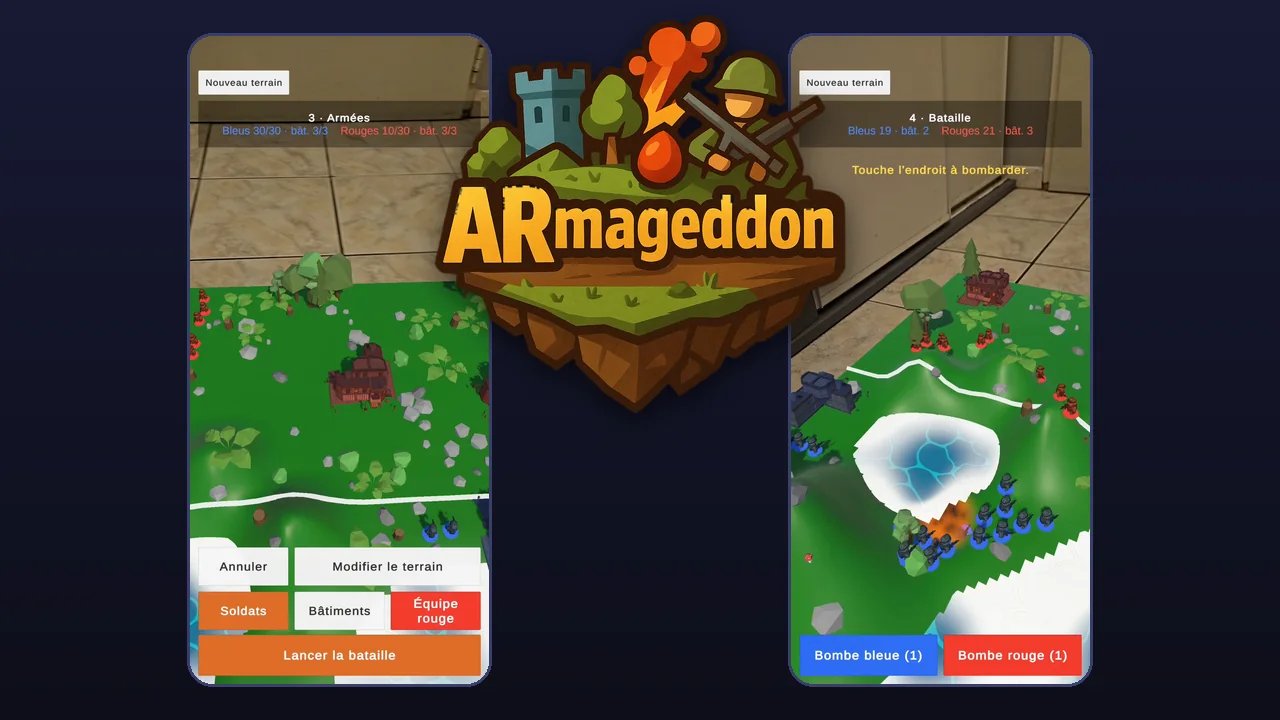 ARmageddon
Nouveau terrain
3 · Armées
Bleus 30/30 · bât. 3/3 Rouges 10/30 · bât. 3/3
Annuler
Modifier le terrain
Soldats
Bâtiments
Équipe
rouge
Lancer la bataille
Nouveau terrain
4 · Bataille
Bleus 19 · bât. 2 Rouges 21 · bât. 3
Touche l'endroit à bombarder.
Bombe bleue (1)
Bombe rouge (1)